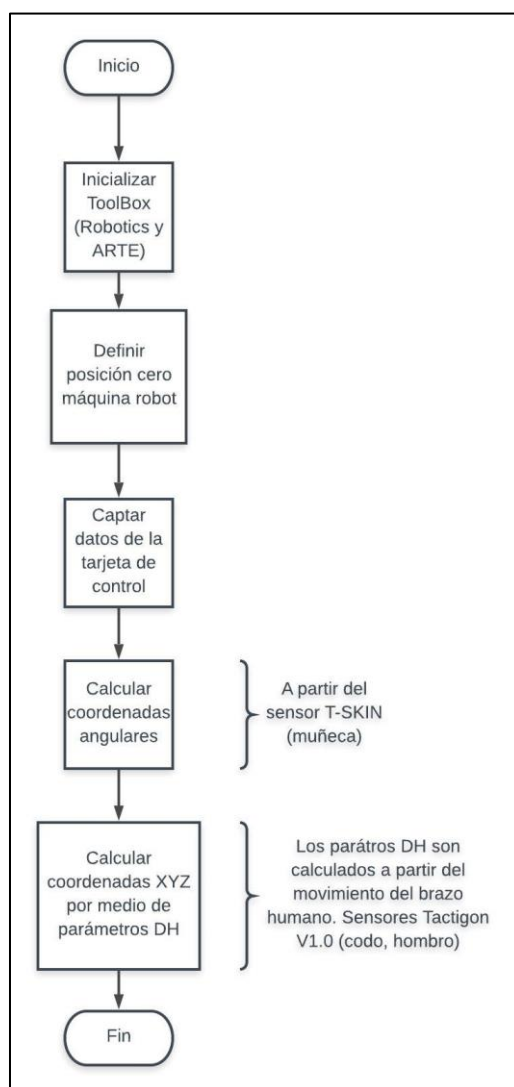 Inicio
Inicializar
ToolBox
(Robotics y
ARTE)
Definir
posición cero
máquina robot
Captar
datos de la
tarjeta de
control
Calcular
coordenadas
angulares
A partir del
sensor T-SKIN
(muñeca)
Calcular
coordenadas XYZ
por medio de
parámetros DH
Los parátros DH son
calculados a partir del
movimiento del brazo
humano. Sensores Tactigon
V1.0 (codo, hombro)
Fin